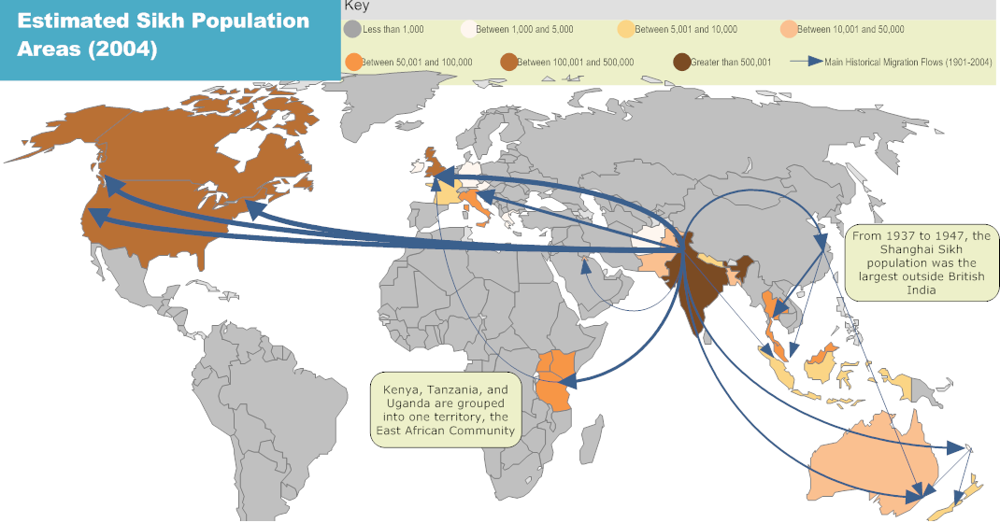 Estimated Sikh Population
Areas (2004)
Key
Less than 1,000
Between 1,000 and 5,000
Between 5,001 and 10,000
Between 10,001 and 50,000
Between 50,001 and 100,000
Between 100,001 and 500,000
Greater than 500,001
Main Historical Migration Flows (1901-2004)
From 1937 to 1947, the
Shanghai Sikh
population was the
largest outside British
India
Kenya, Tanzania, and
Uganda are grouped
into one territory, the
East African Community